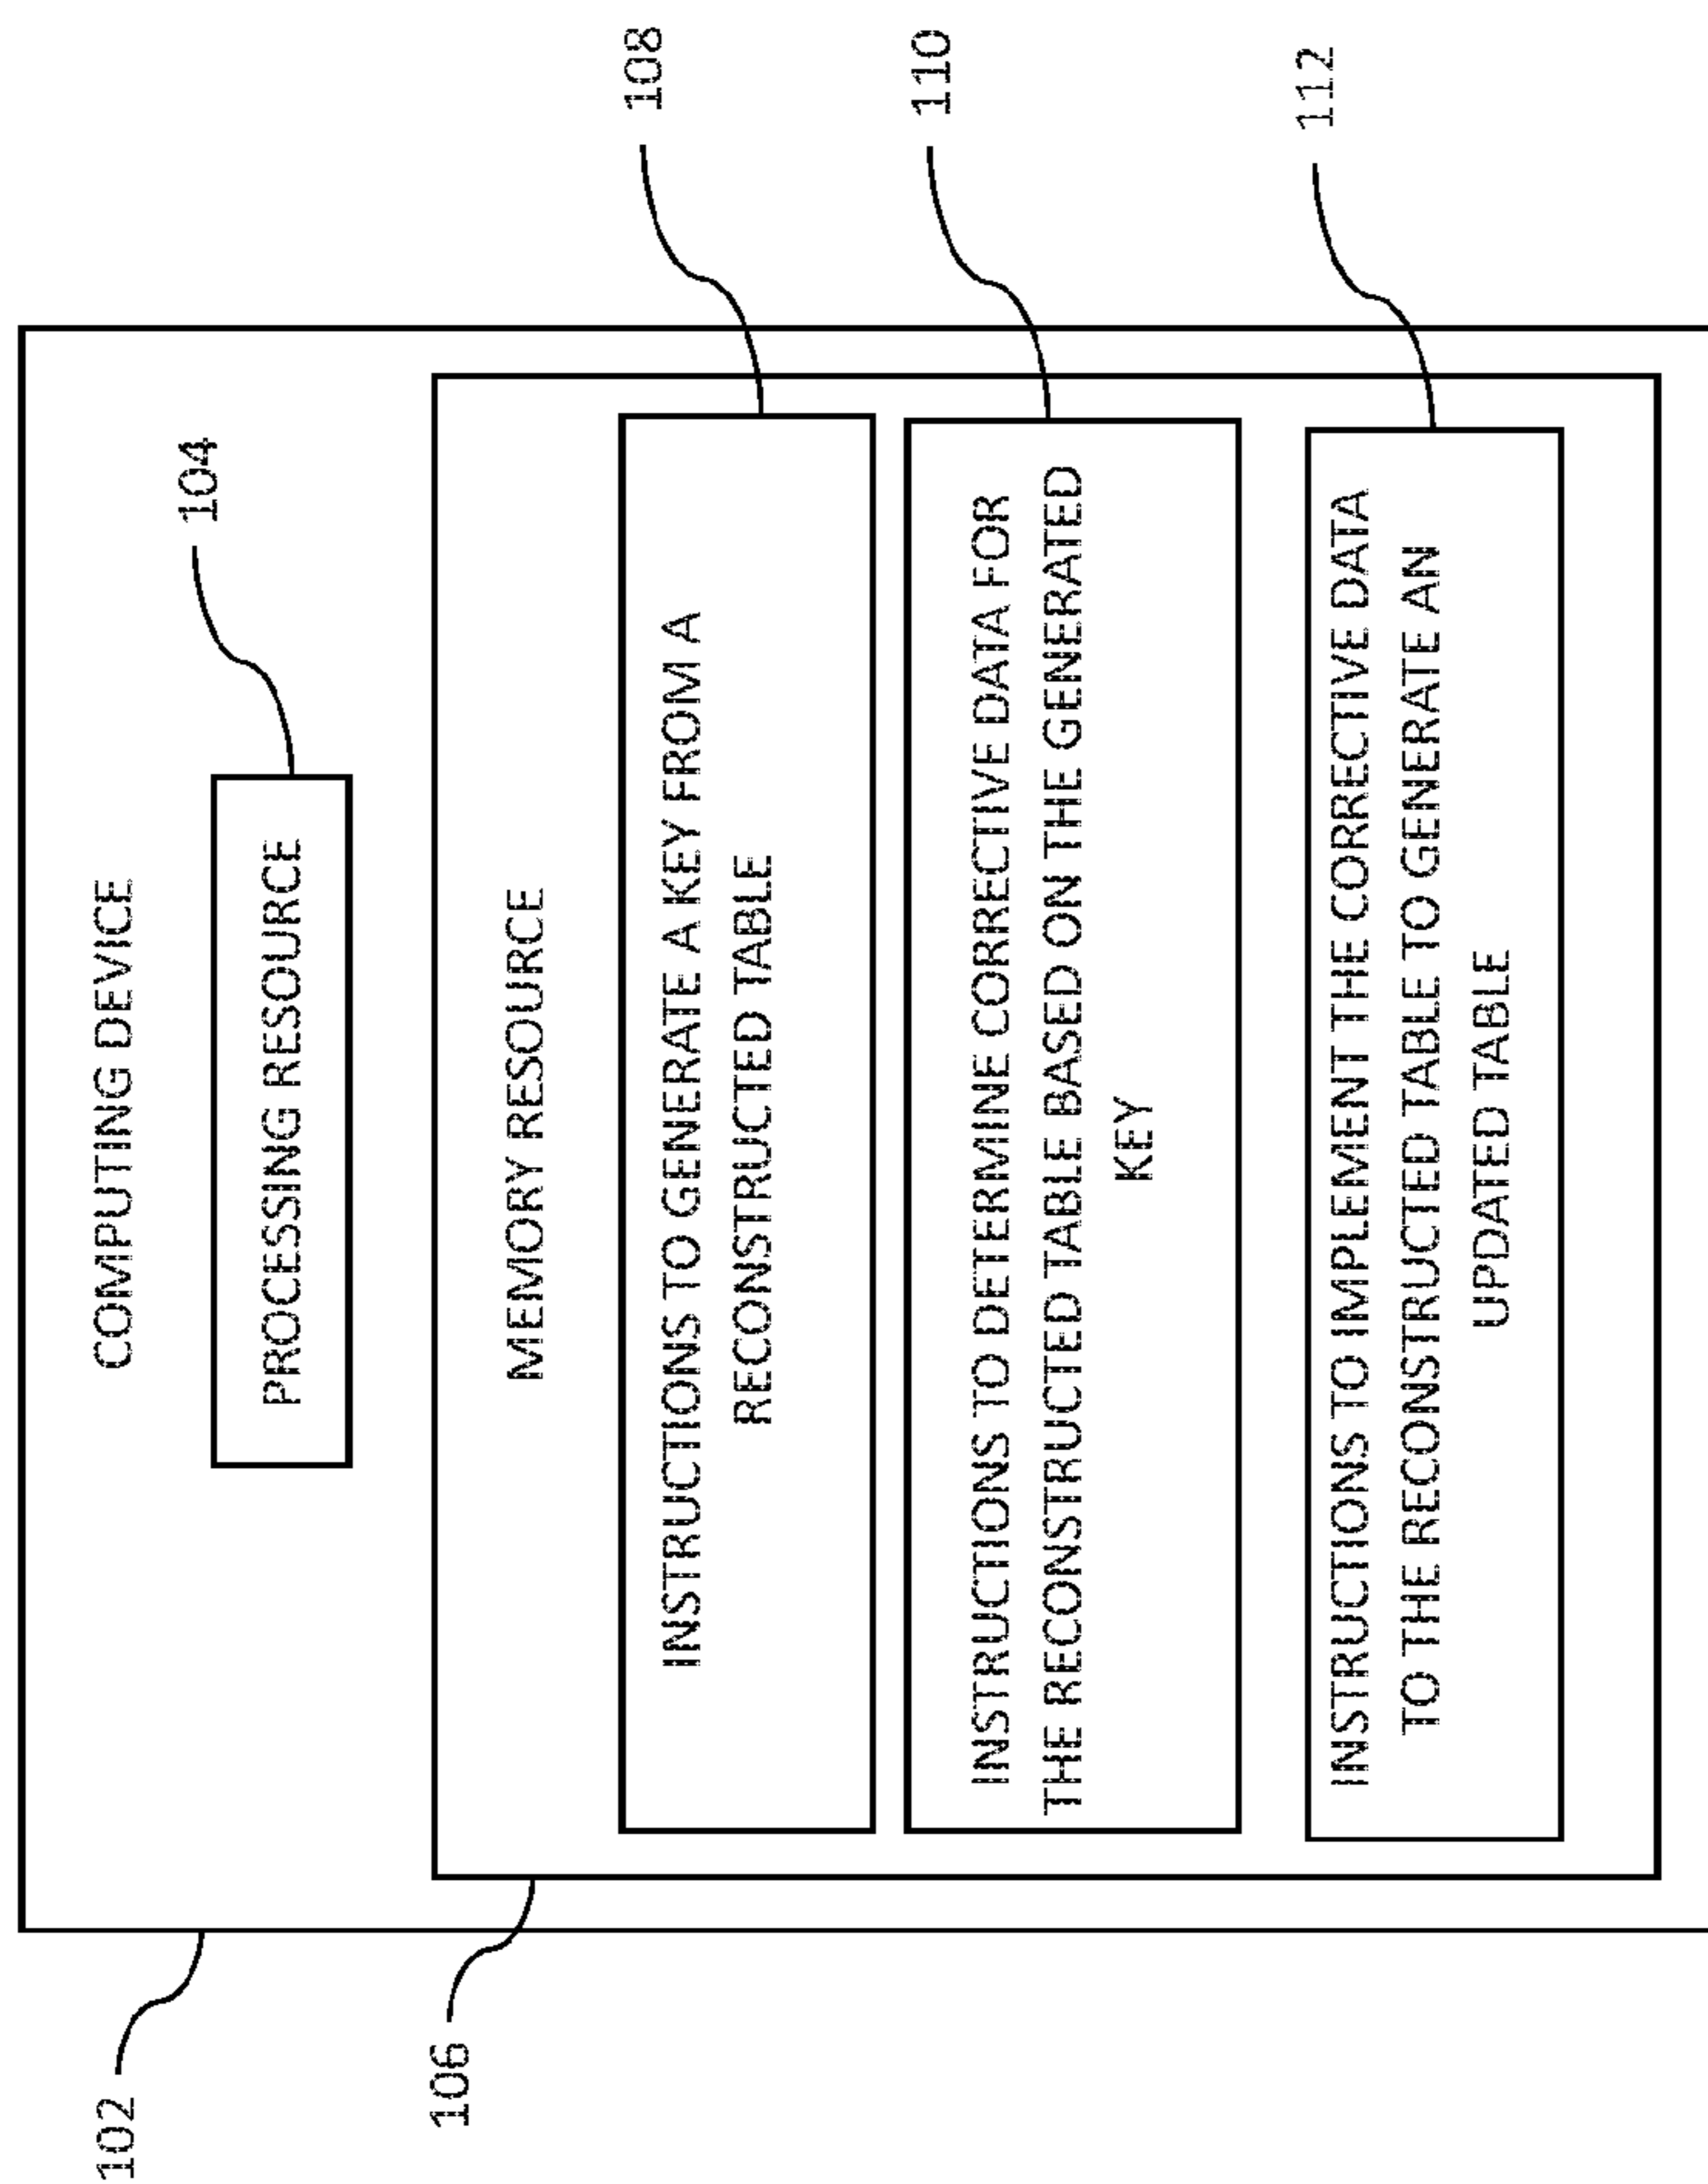 102
COMPUTING DEVICE
104
PROCESSING RESOURCE
106
MEMORY RESOURCE
108
INSTRUCTIONS TO GENERATE A KEY FROM A
RECONSTRUCTED TABLE
110
INSTRUCTIONS TO DETERMINE CORRECTIVE DATA FOR
THE RECONSTRUCTED TABLE BASED ON THE GENERATED
KEY
112
INSTRUCTIONS TO IMPLEMENT THE CORRECTIVE DATA
TO THE RECONSTRUCTED TABLE TO GENERATE AN
UPDATED TABLE